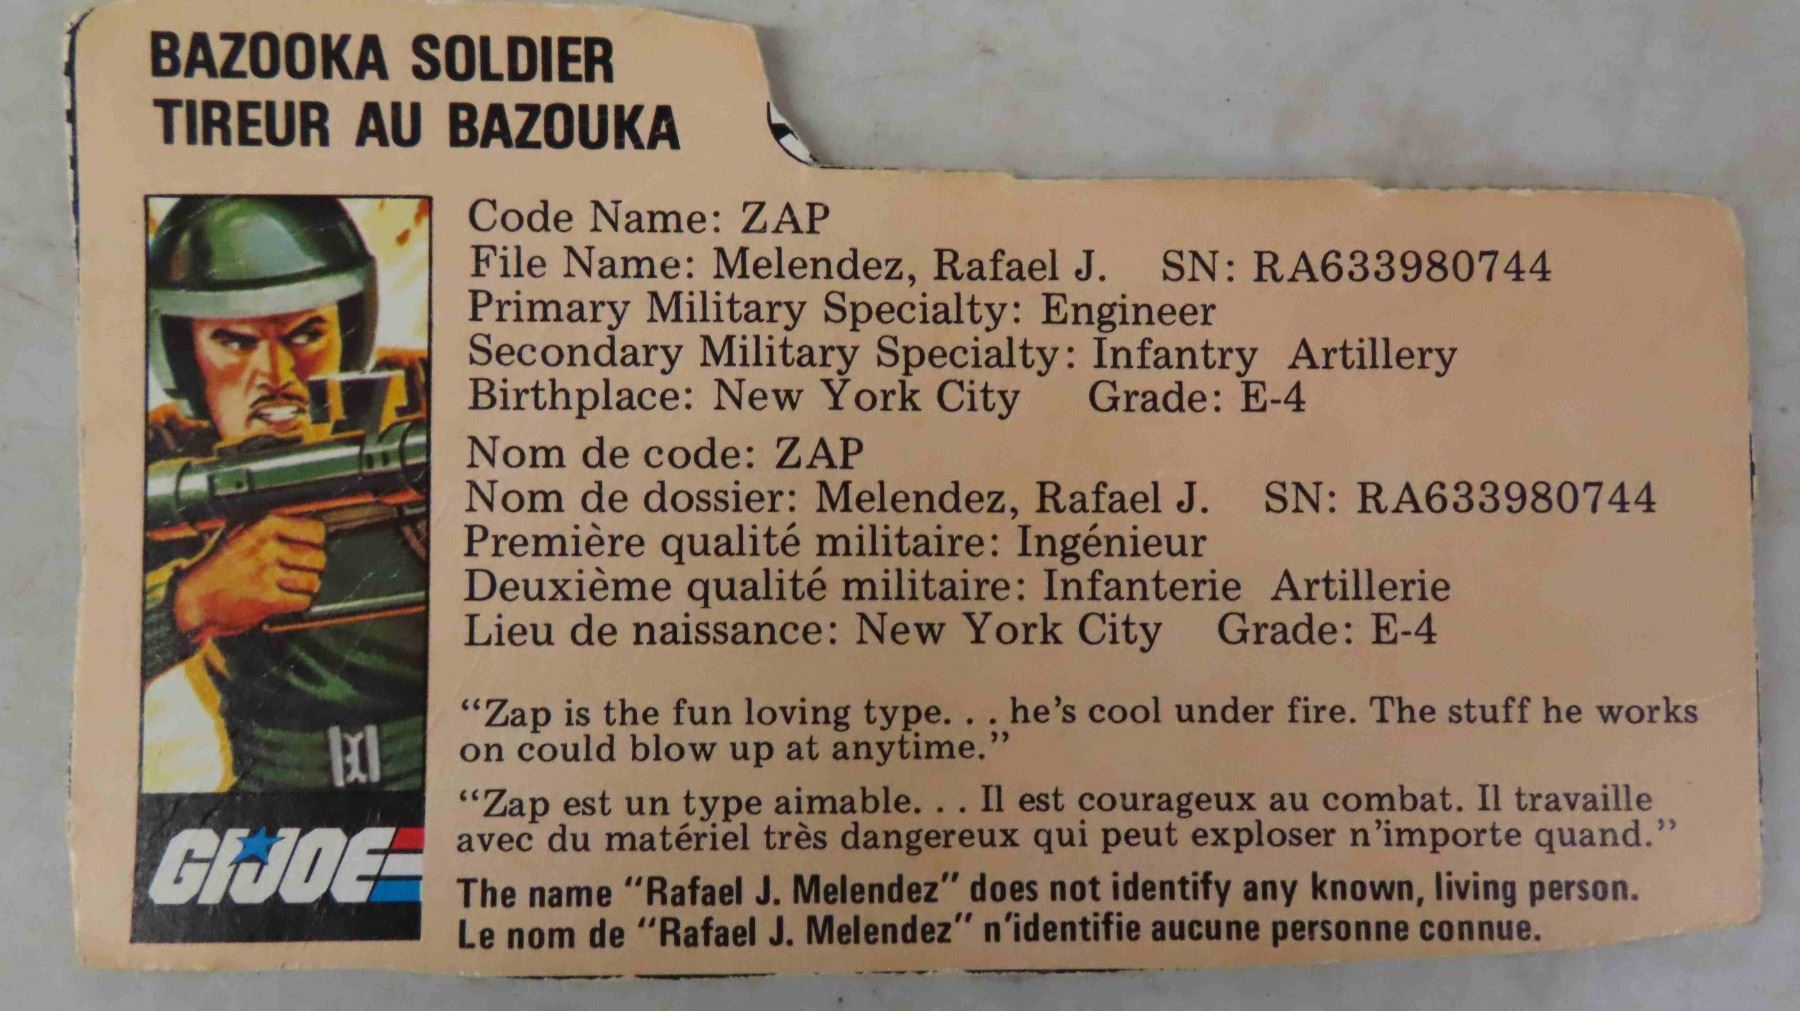 BAZOOKA SOLDIER
TIREUR AU BAZOUKA
Code Name: ZAP
File Name: Melendez, Rafael J. SN: RA633980744
Primary Military Specialty: Engineer
Secondary Military Specialty: Infantry Artillery
Birthplace: New York City Grade: E-4
Nom de code: ZAP
Nom de dossier: Melendez, Rafael J. SN: RA633980744
Première qualité militaire: Ingénieur
Deuxième qualité militaire: Infanterie Artillerie
Lieu de naissance: New York City Grade: E-4
“Zap is the fun loving type. . . he’s cool under fire. The stuff he works
on could blow up at anytime.”
“Zap est un type aimable. . . Il est courageux au combat. Il travaille
avec du matériel très dangereux qui peut exploser n’importe quand.”
GI JOE
The name “Rafael J. Melendez” does not identify any known, living person.
Le nom de “Rafael J. Melendez” n’identifie aucune personne connue.